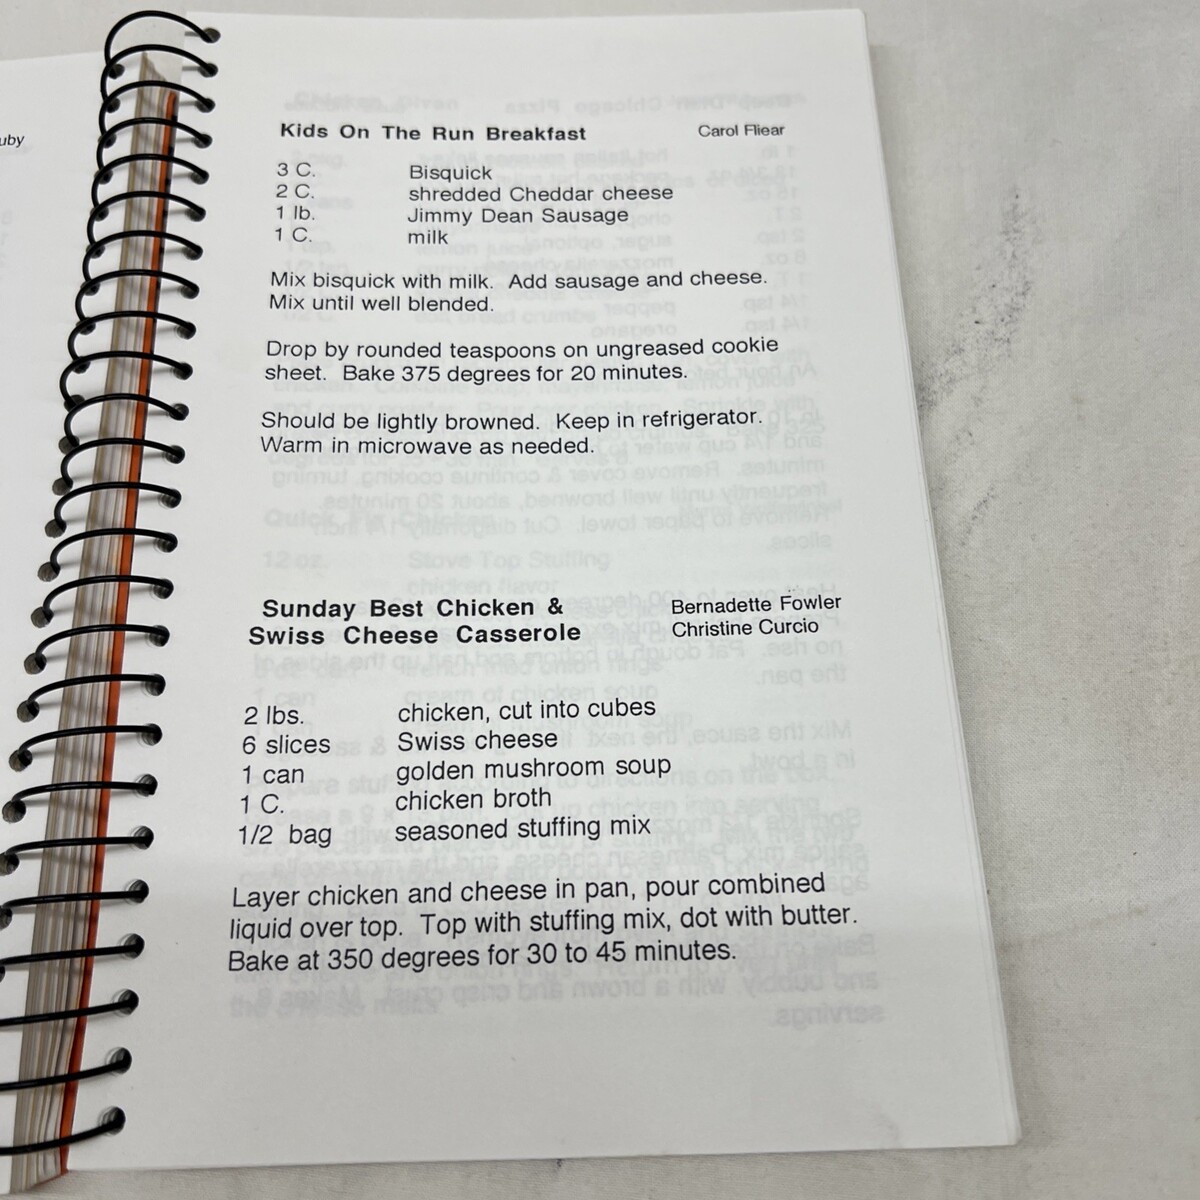 uby
Kids On The Run Breakfast Carol Fliear
3 C. Bisquick
2 C. shredded Cheddar cheese
1 lb. Jimmy Dean Sausage
1 C. milk
Mix bisquick with milk. Add sausage and cheese.
Mix until well blended.
Drop by rounded teaspoons on ungreased cookie
sheet. Bake 375 degrees for 20 minutes.
Should be lightly browned. Keep in refrigerator.
Warm in microwave as needed.
Sunday Best Chicken & Bernadette Fowler
Swiss Cheese Casserole Christine Curcio
2 lbs. chicken, cut into cubes
6 slices Swiss cheese
1 can golden mushroom soup
1 C. chicken broth
1/2 bag seasoned stuffing mix
Layer chicken and cheese in pan, pour combined
liquid over top. Top with stuffing mix, dot with butter.
Bake at 350 degrees for 30 to 45 minutes.